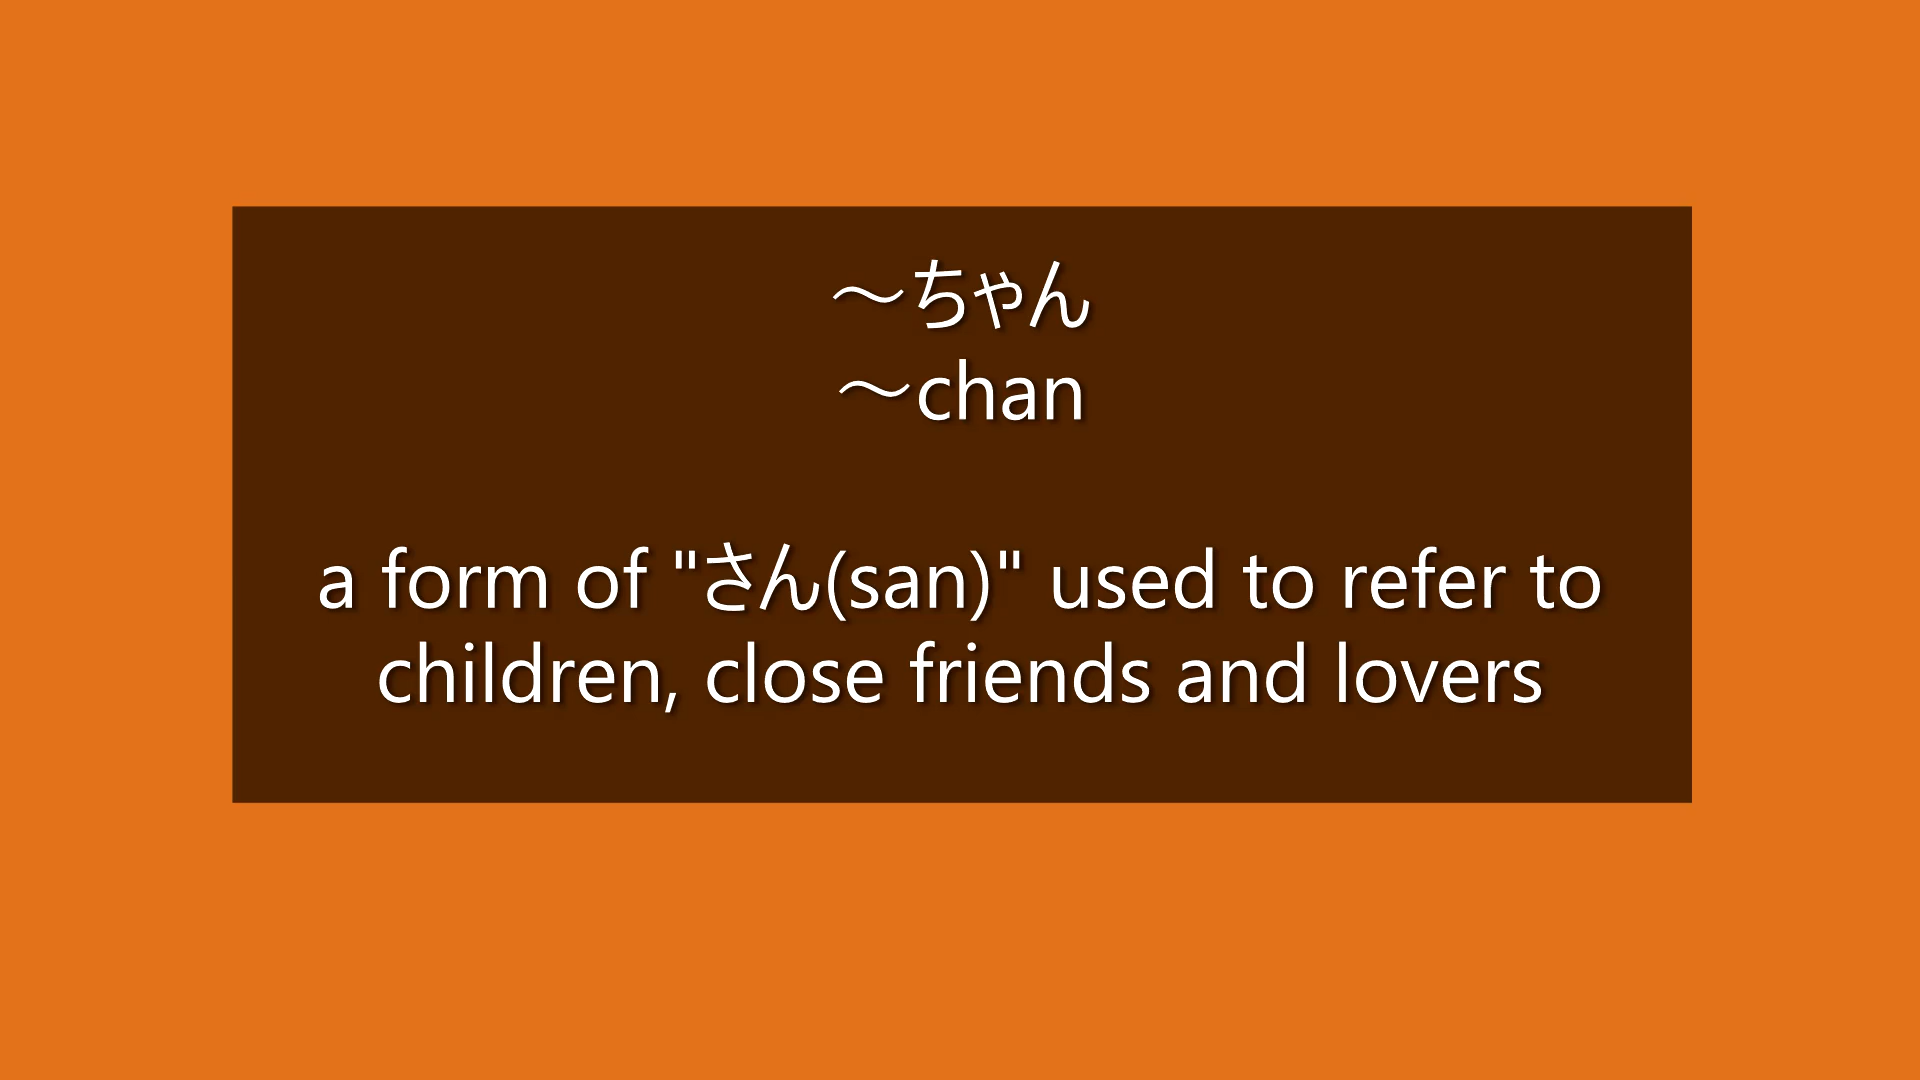 ～ちゃん
～chan
a form of "さん(san)" used to refer to
children, close friends and lovers